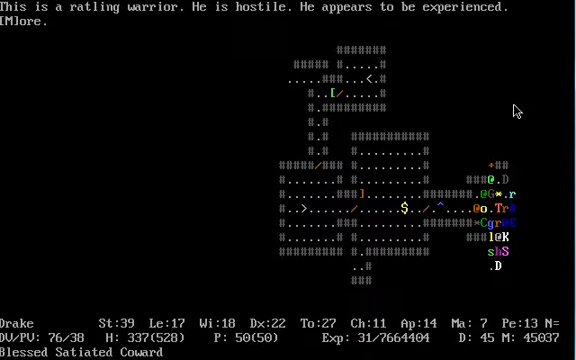 This is a ratling warrior. He is hostile. He appears to be experienced.
[M]ore.
Drake St:39 Le:17 Wi:18 Dx:22 To:27 Ch:11 Ap:14 Ma: 7 Pe:13 N=
DV/PV: 76/38 H: 337(528) P: 50(50) Exp: 31/7664404 D: 45 M: 45037
Blessed Satiated Coward